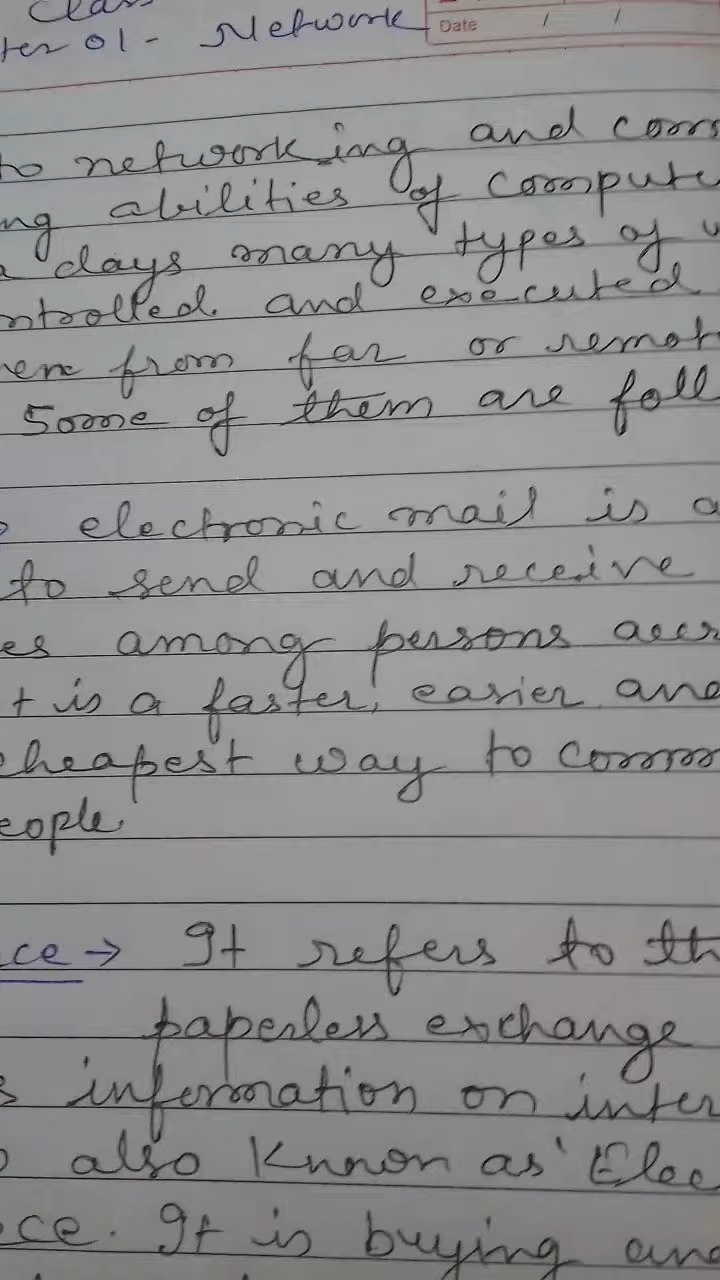 Clas
ter 01 - Network
Date / /
to networking and comm
ng abilities of compute
days many types of w
ntrolled. and executed
from far or remot
Some of them are foll
electronic mail is a
to send and receive
es among persons acr
t is a faster, easier and
cheapest way to comm
eople.
ce → It refers to th
paperless exchange
s information on inter
also known as 'Elec
ce. It is buying and